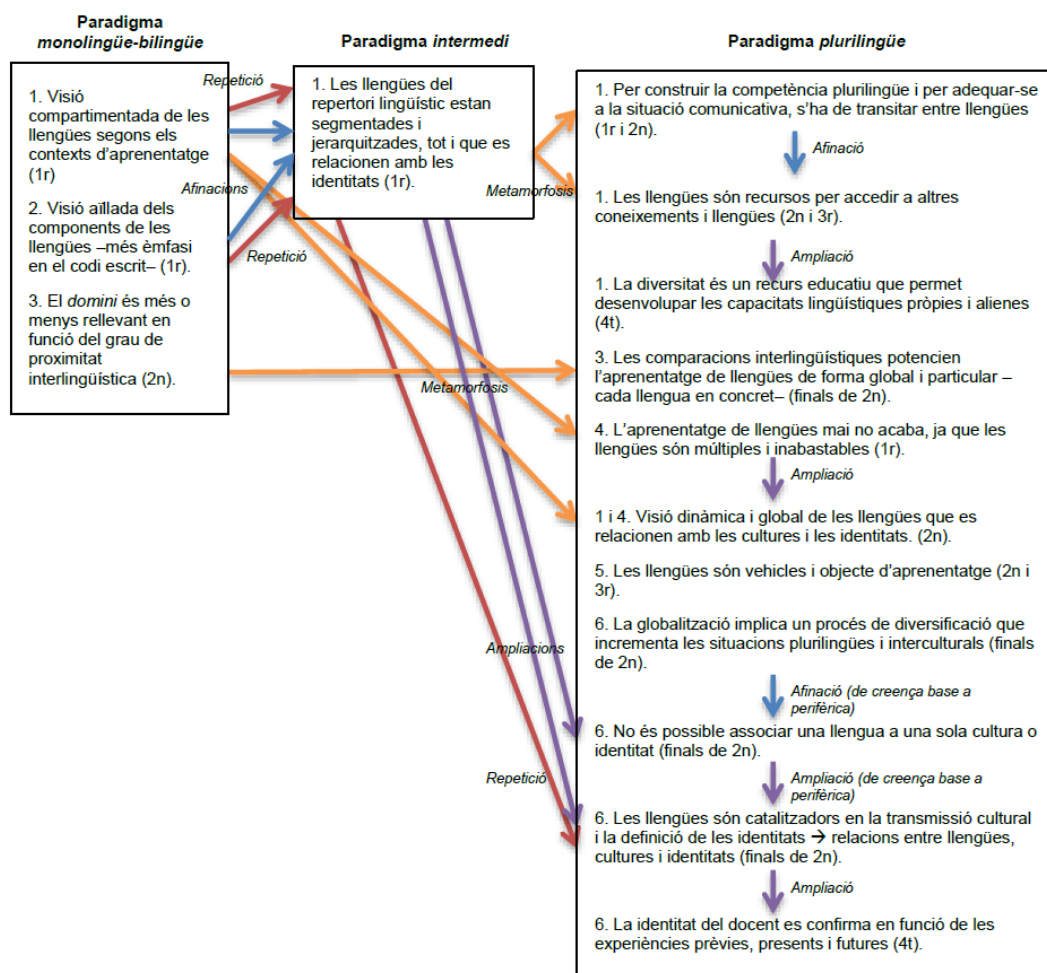 Paradigma
monolingüe-bilingüe
Paradigma intermedi
Paradigma plurilingüe
1. Visió
compartimentada de les
llengües segons els
contexts d'aprenentatge
(1r)
2. Visió aïllada dels
components de les
llengües –més èmfasi
en el codi escrit– (1r).
3. El domini és més o
menys rellevant en
funció del grau de
proximitat
interlingüística (2n).
Repetició
Afinacions
Repetició
Metamorfosis
1. Les llengües del
repertori lingüístic estan
segmentades i
jerarquitzades, tot i que es
relacionen amb les
identitats (1r).
Metamorfosis
Ampliacions
Repetició
1. Per construir la competència plurilingüe i per adequar-se
a la situació comunicativa, s'ha de transitar entre llengües
(1r i 2n).
Afinació
1. Les llengües són recursos per accedir a altres
coneixements i llengües (2n i 3r).
Ampliació
1. La diversitat és un recurs educatiu que permet
desenvolupar les capacitats lingüístiques pròpies i alienes
(4t).
3. Les comparacions interlingüístiques potencien
l'aprenentatge de llengües de forma global i particular –
cada llengua en concret– (finals de 2n).
4. L'aprenentatge de llengües mai no acaba, ja que les
llengües són múltiples i inabastables (1r).
Ampliació
1 i 4. Visió dinàmica i global de les llengües que es
relacionen amb les cultures i les identitats. (2n).
5. Les llengües són vehicles i objecte d'aprenentatge (2n i
3r).
6. La globalització implica un procés de diversificació que
incrementa les situacions plurilingües i interculturals (finals
de 2n).
Afinació (de creença base a
perifèrica)
6. No és possible associar una llengua a una sola cultura o
identitat (finals de 2n).
Ampliació (de creença base a
perifèrica)
6. Les llengües són catalitzadors en la transmissió cultural
i la definició de les identitats → relacions entre llengües,
cultures i identitats (finals de 2n).
Ampliació
6. La identitat del docent es confirma en funció de les
experiències prèvies, presents i futures (4t).